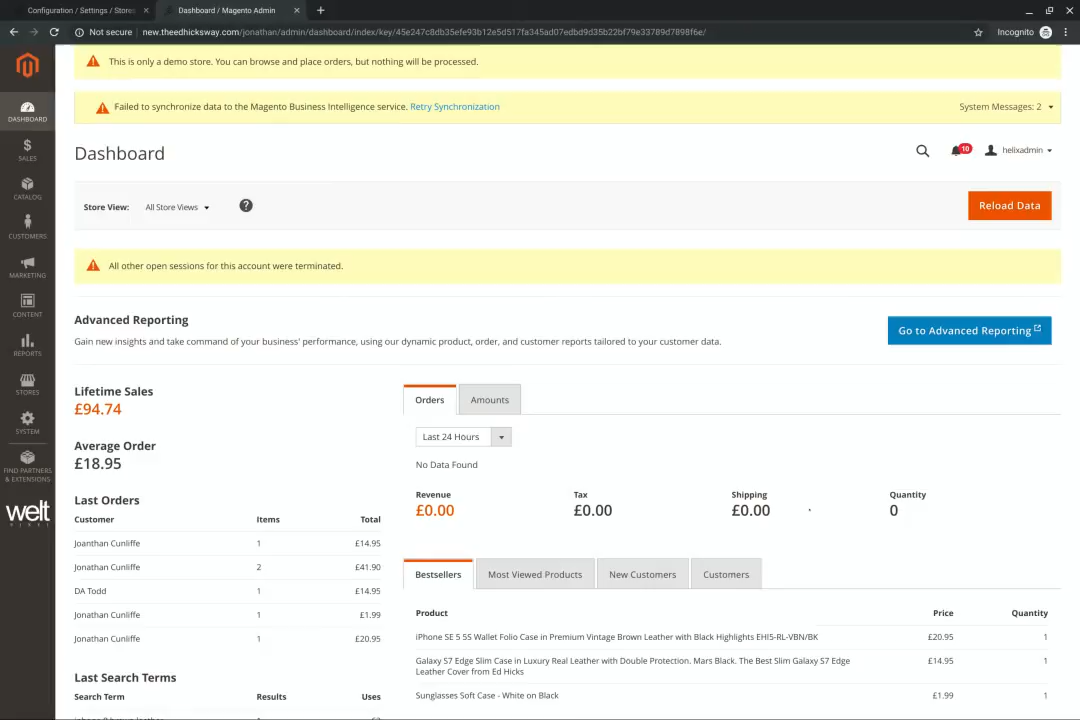 Configuration / Settings / Stores
Dashboard / Magento Admin
Not secure
new.theedhicksway.com/jonathan/admin/dashboard/index/key/45e247c8db35efe93b12e5d517fa345ad07edbd9d35b22bf79e33789d7898f6e/
Incognito
This is only a demo store. You can browse and place orders, but nothing will be processed.
Failed to synchronize data to the Magento Business Intelligence service. Retry Synchronization
System Messages: 2
DASHBOARD
SALES
CATALOG
CUSTOMERS
MARKETING
CONTENT
REPORTS
STORES
SYSTEM
FIND PARTNERS
& EXTENSIONS
welt
Dashboard
10
helixadmin
Store View: All Store Views
?
Reload Data
All other open sessions for this account were terminated.
Advanced Reporting
Gain new insights and take command of your business' performance, using our dynamic product, order, and customer reports tailored to your customer data.
Go to Advanced Reporting
Lifetime Sales
£94.74
Average Order
£18.95
Last Orders
Customer Items Total
Joanthan Cunliffe 1 £14.95
Jonathan Cunliffe 2 £41.90
DA Todd 1 £14.95
Jonathan Cunliffe 1 £1.99
Jonathan Cunliffe 1 £20.95
Last Search Terms
Search Term Results Uses
Orders Amounts
Last 24 Hours
No Data Found
Revenue Tax Shipping Quantity
£0.00 £0.00 £0.00 0
Bestsellers Most Viewed Products New Customers Customers
Product Price Quantity
iPhone SE 5 5S Wallet Folio Case in Premium Vintage Brown Leather with Black Highlights EHI5-RL-VBN/BK £20.95 1
Galaxy S7 Edge Slim Case in Luxury Real Leather with Double Protection. Mars Black. The Best Slim Galaxy S7 Edge £14.95 1
Leather Cover from Ed Hicks
Sunglasses Soft Case - White on Black £1.99 1